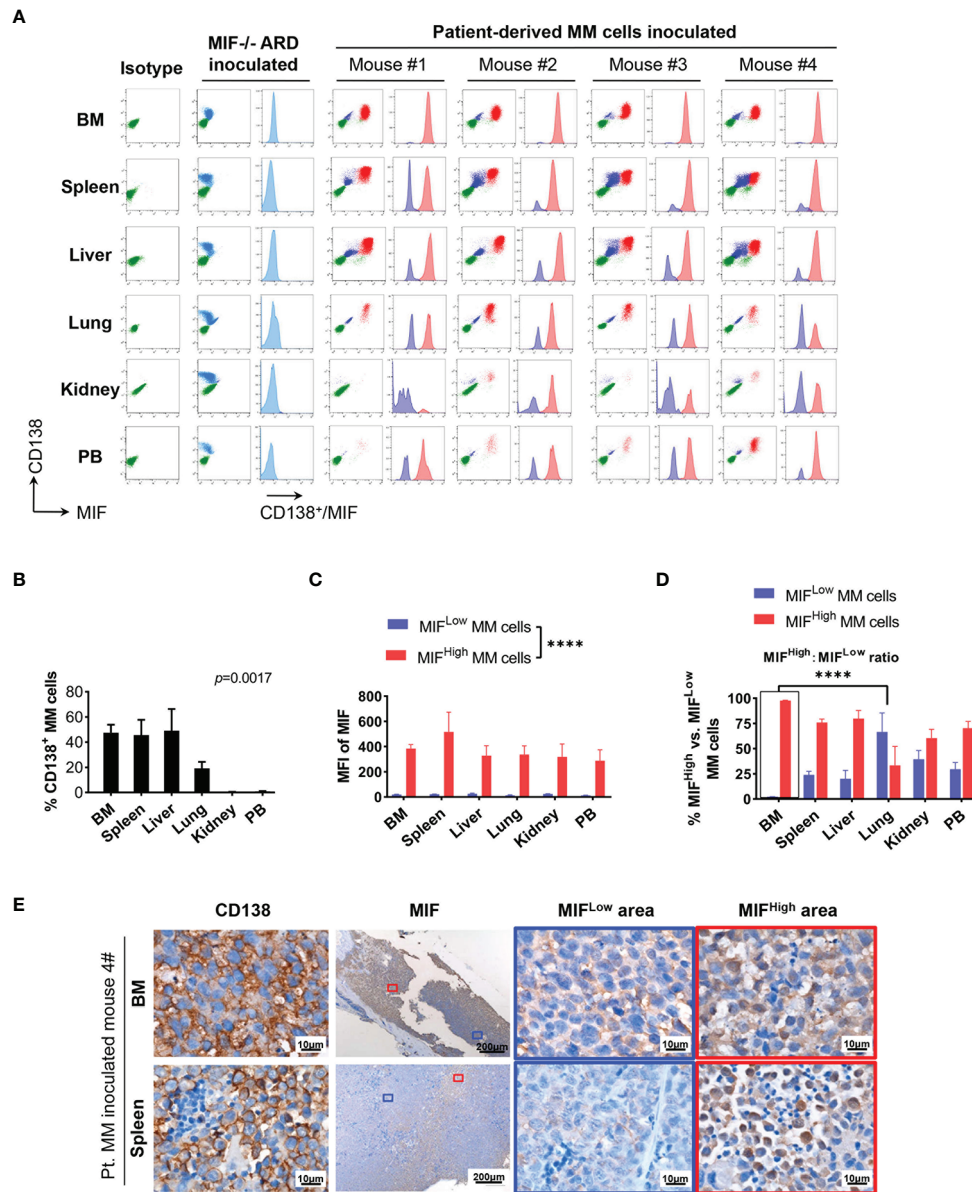 A
Patient-derived MM cells inoculated
MIF-/- ARD
inoculated
Isotype
Mouse #1 Mouse #2 Mouse #3 Mouse #4
BM
Spleen
Liver
Lung
Kidney
PB
CD138
MIF
CD138+/MIF
B
p=0.0017
% CD138+ MM cells
80
60
40
20
0
BM Spleen Liver Lung Kidney PB
C
MIFLow MM cells
MIFHigh MM cells
****
MFI of MIF
800
600
400
200
0
BM Spleen Liver Lung Kidney PB
D
MIFLow MM cells
MIFHigh MM cells
MIFHigh: MIFLow ratio
****
% MIFHigh vs. MIFLow
MM cells
100
75
50
25
0
BM Spleen Liver Lung Kidney PB
E
CD138 MIF MIFLow area MIFHigh area
Pt. MM inoculated mouse 4#
BM
10μm 200μm 10μm 10μm
Spleen
10μm 200μm 10μm 10μm